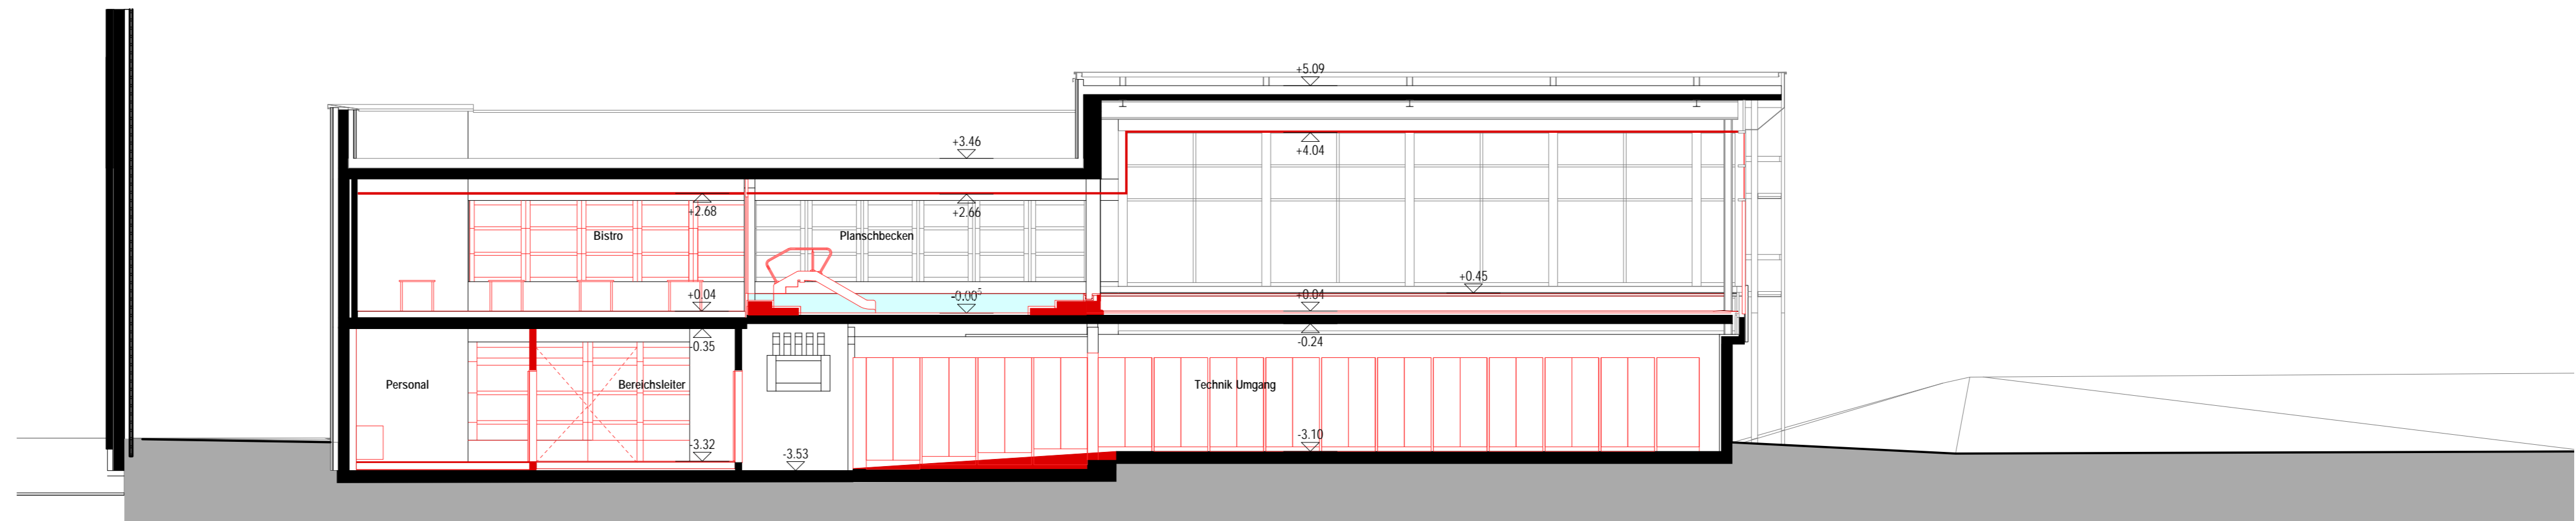 +5.09
+3.46
+4.04
+2.68
+2.66
Bistro
Planschbecken
+0.45
+0.04
-0.00⁵
+0.04
-0.35
-0.24
Personal
Bereichsleiter
Technik Umgang
-3.32
-3.53
-3.10